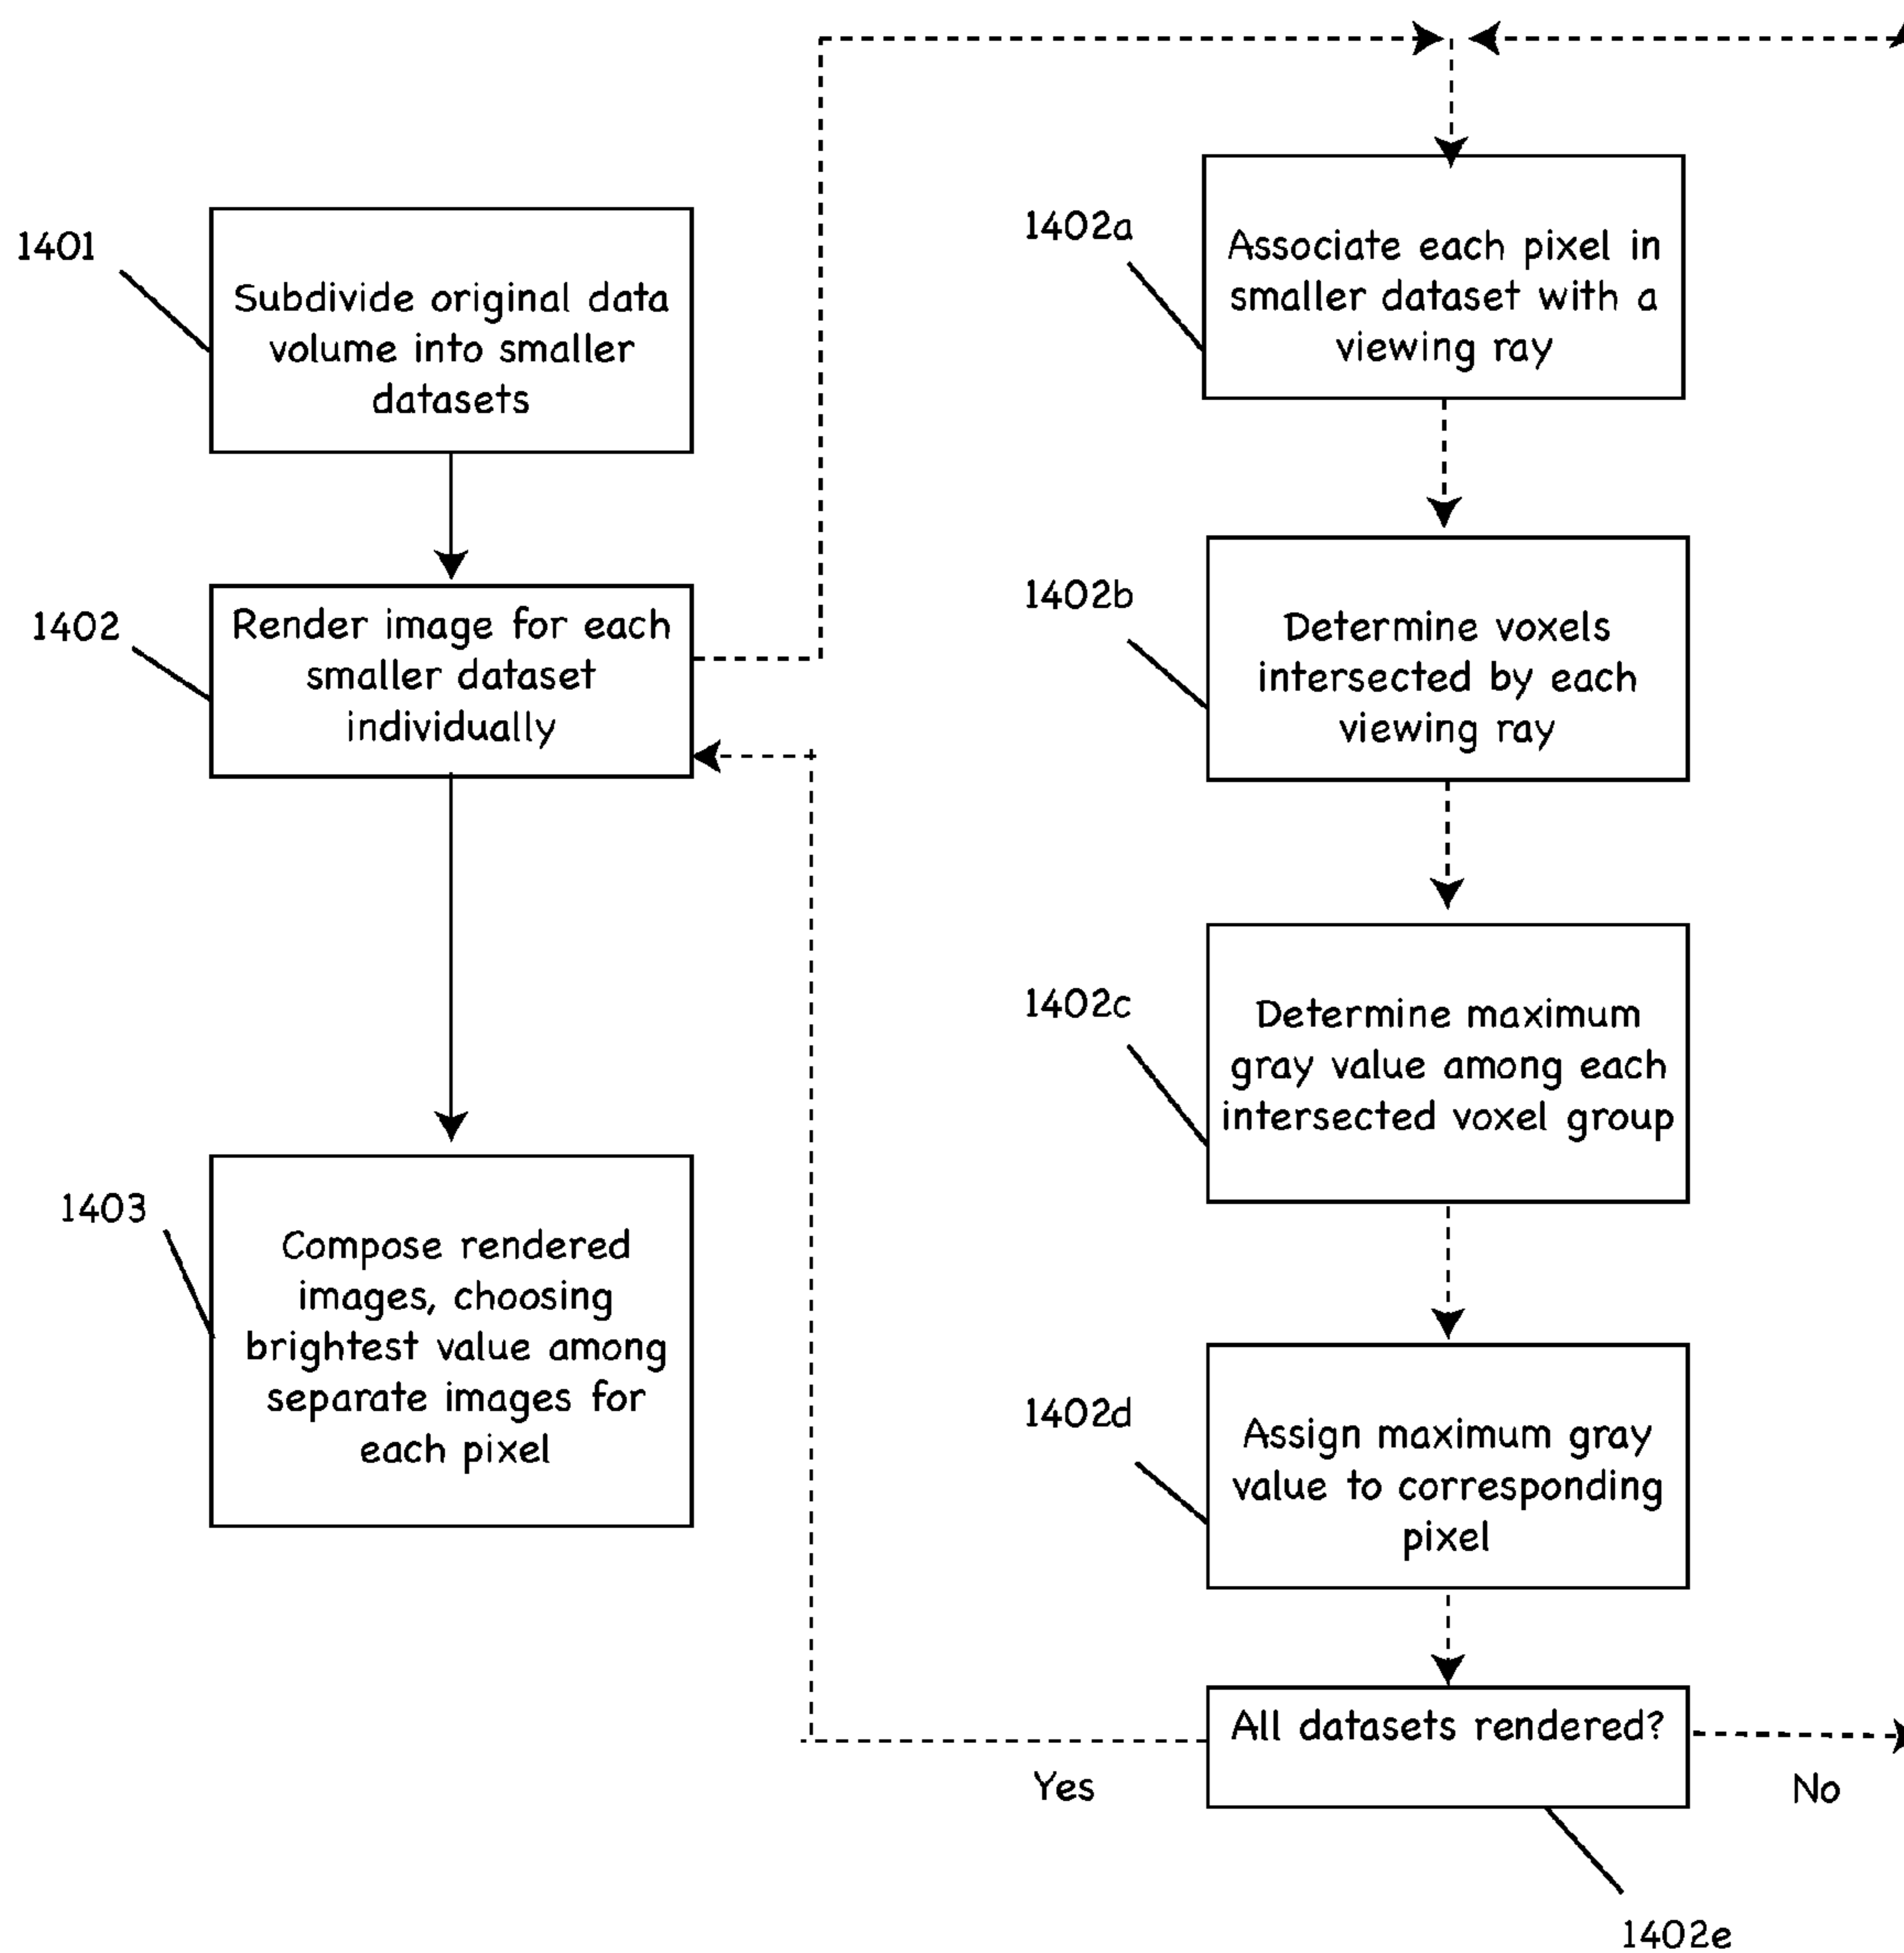 1401
Subdivide original data
volume into smaller
datasets
1402
Render image for each
smaller dataset
individually
1403
Compose rendered
images, choosing
brightest value among
separate images for
each pixel
1402a
Associate each pixel in
smaller dataset with a
viewing ray
1402b
Determine voxels
intersected by each
viewing ray
1402c
Determine maximum
gray value among each
intersected voxel group
1402d
Assign maximum gray
value to corresponding
pixel
All datasets rendered?
Yes
No
1402e